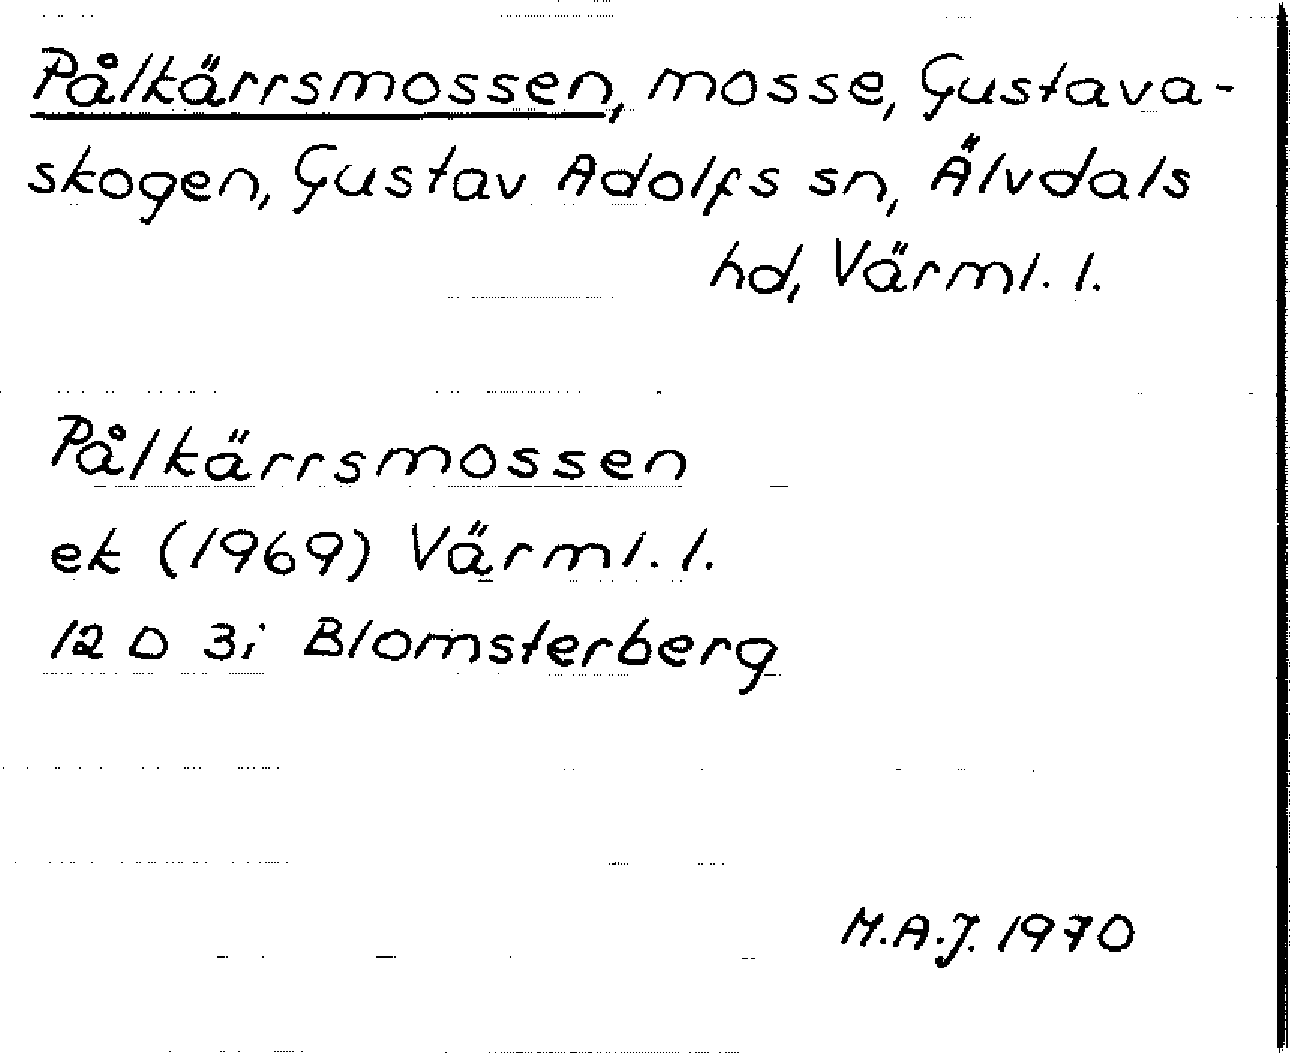 Pålkärrsmossen, mosse, Gustava-
skogen, Gustav Adolfs sn, Älvdals
hd, Värml. l.
Pålkärrsmossen
ek (1969) Värml. l.
12 D 3i Blomsterberg
M.A.J. 1970